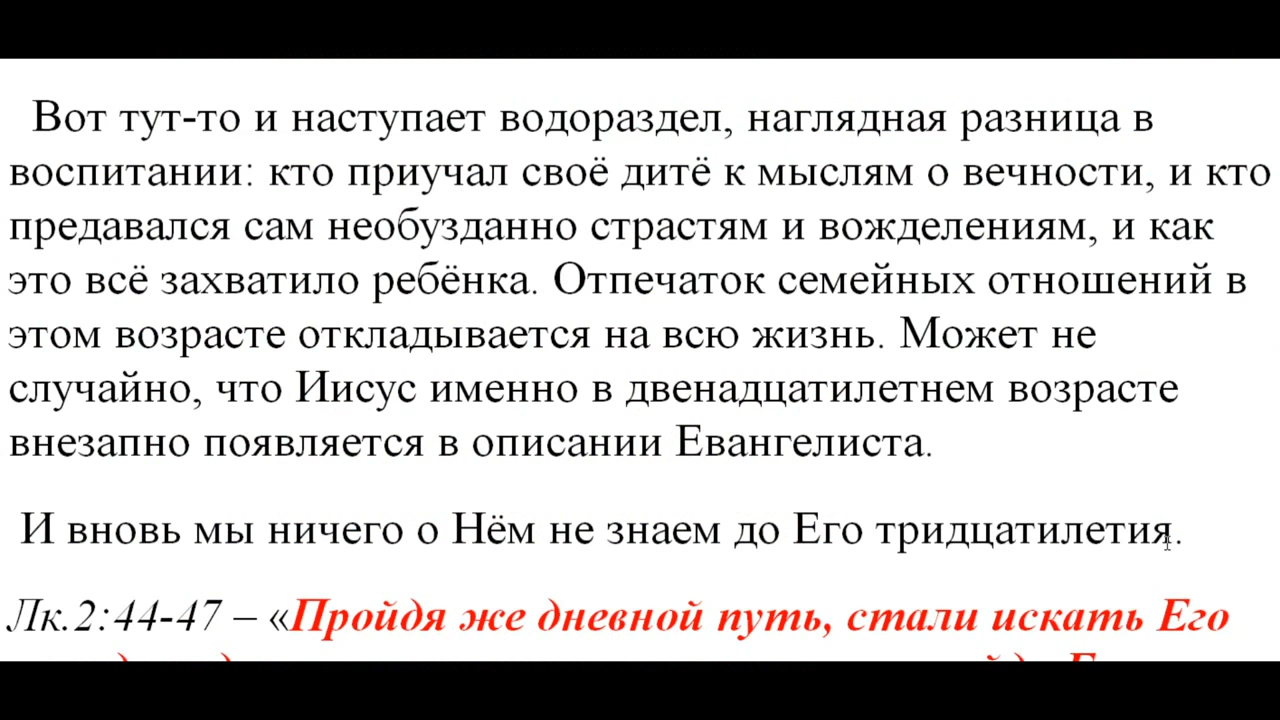 Вот тут-то и наступает водораздел, наглядная разница в
воспитании: кто приучал своё дитё к мыслям о вечности, и кто
предавался сам необузданно страстям и вожделениям, и как
это всё захватило ребёнка. Отпечаток семейных отношений в
этом возрасте откладывается на всю жизнь. Может не
случайно, что Иисус именно в двенадцатилетнем возрасте
внезапно появляется в описании Евангелиста.
И вновь мы ничего о Нём не знаем до Его тридцатилетия.
Лк.2:44-47 – «Пройдя же дневной путь, стали искать Его